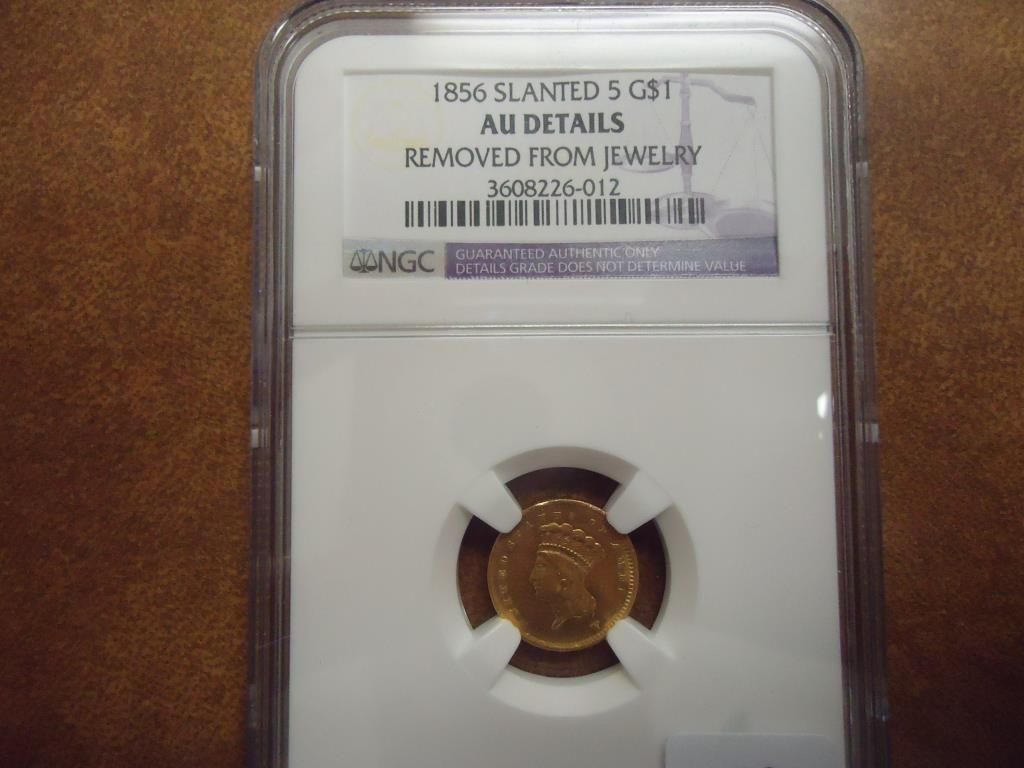 1856 SLANTED 5 G$1
AU DETAILS
REMOVED FROM JEWELRY
3608226-012
NGC
GUARANTEED AUTHENTIC ONLY
DETAILS GRADE DOES NOT DETERMINE VALUE